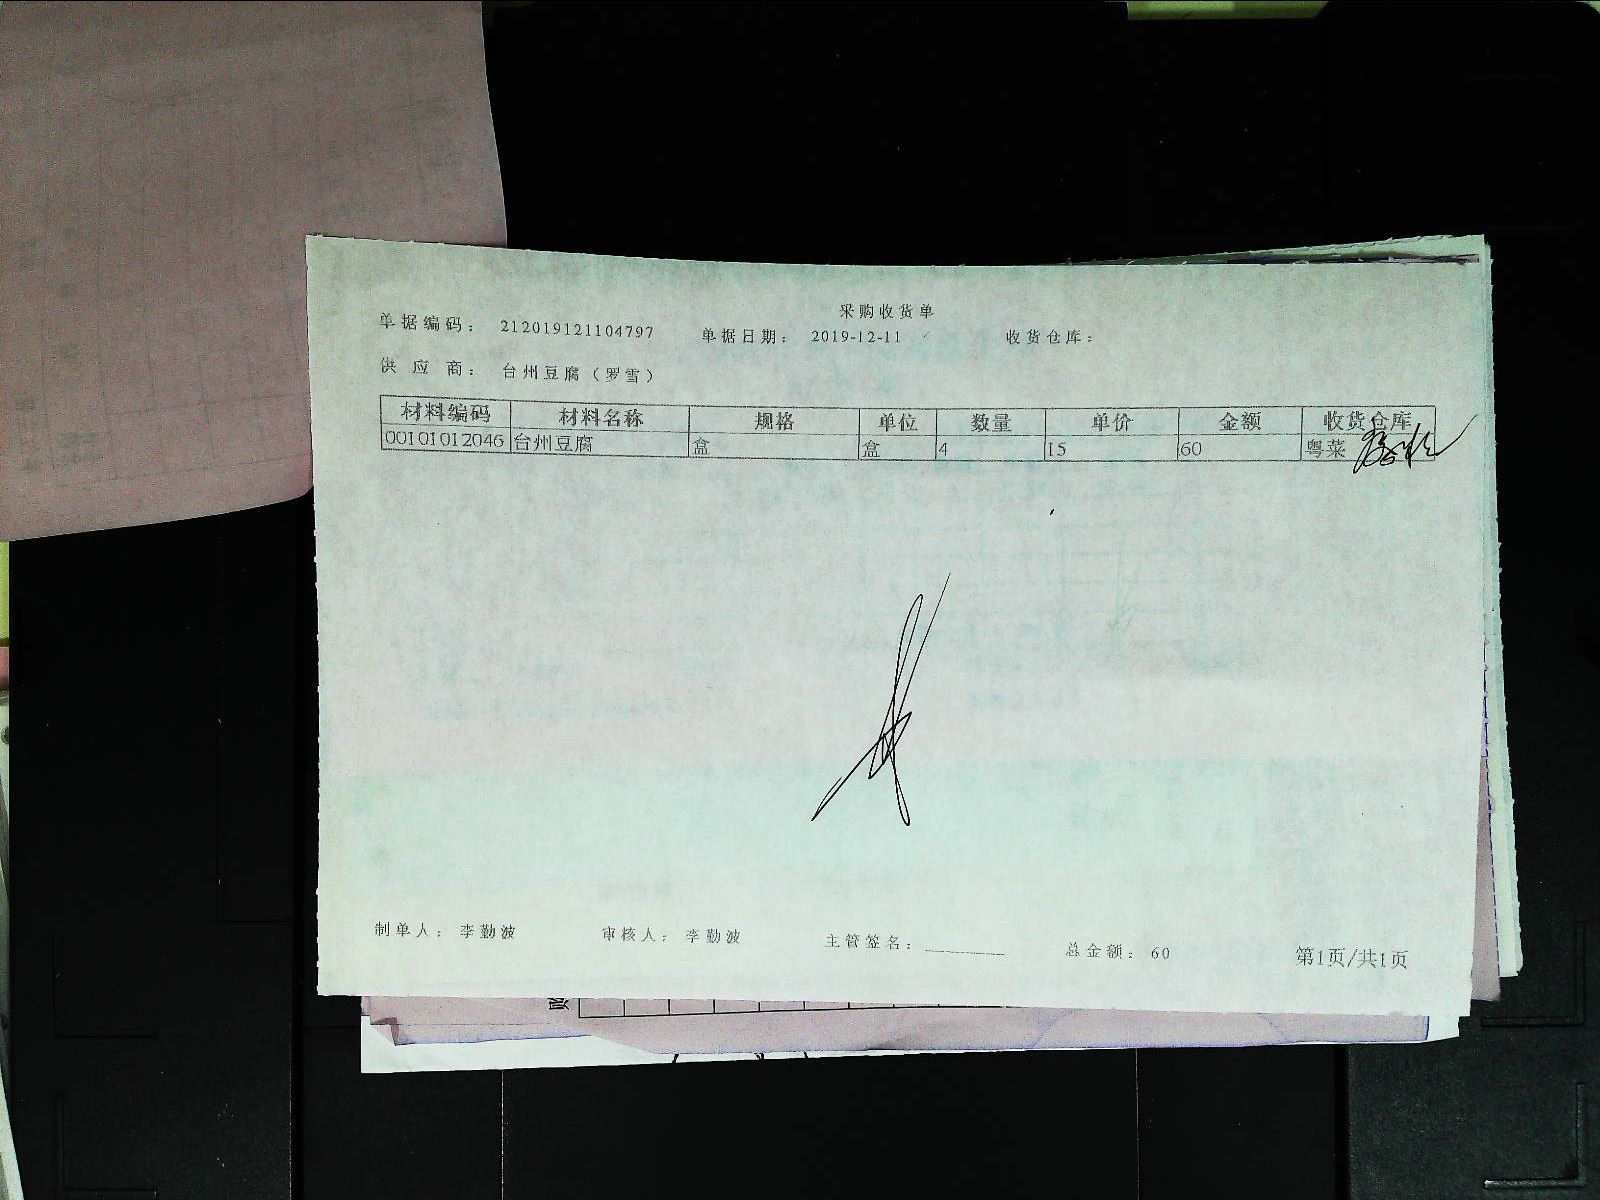 采购收货单
单据编码： 212019121104797 单据日期： 2019-12-11 收货仓库：
供 应 商： 台州豆腐（罗雪）
材料编码 材料名称 规格 单位 数量 单价 金额 收货仓库
00101012046 台州豆腐 盒 盒 4 15 60 粤菜
制单人： 李勤波 审核人： 李勤波 主管签名： 总金额： 60 第1页/共1页